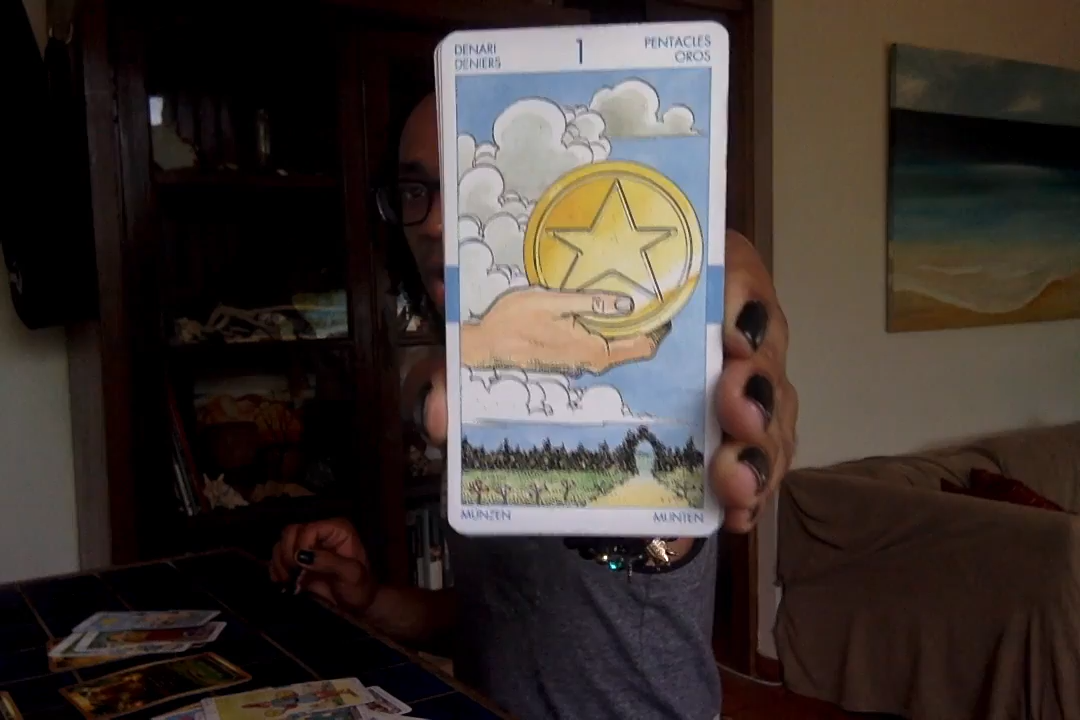 DENARI
DENIERS
1
PENTACLES
OROS
MÜNZEN
MUNTEN